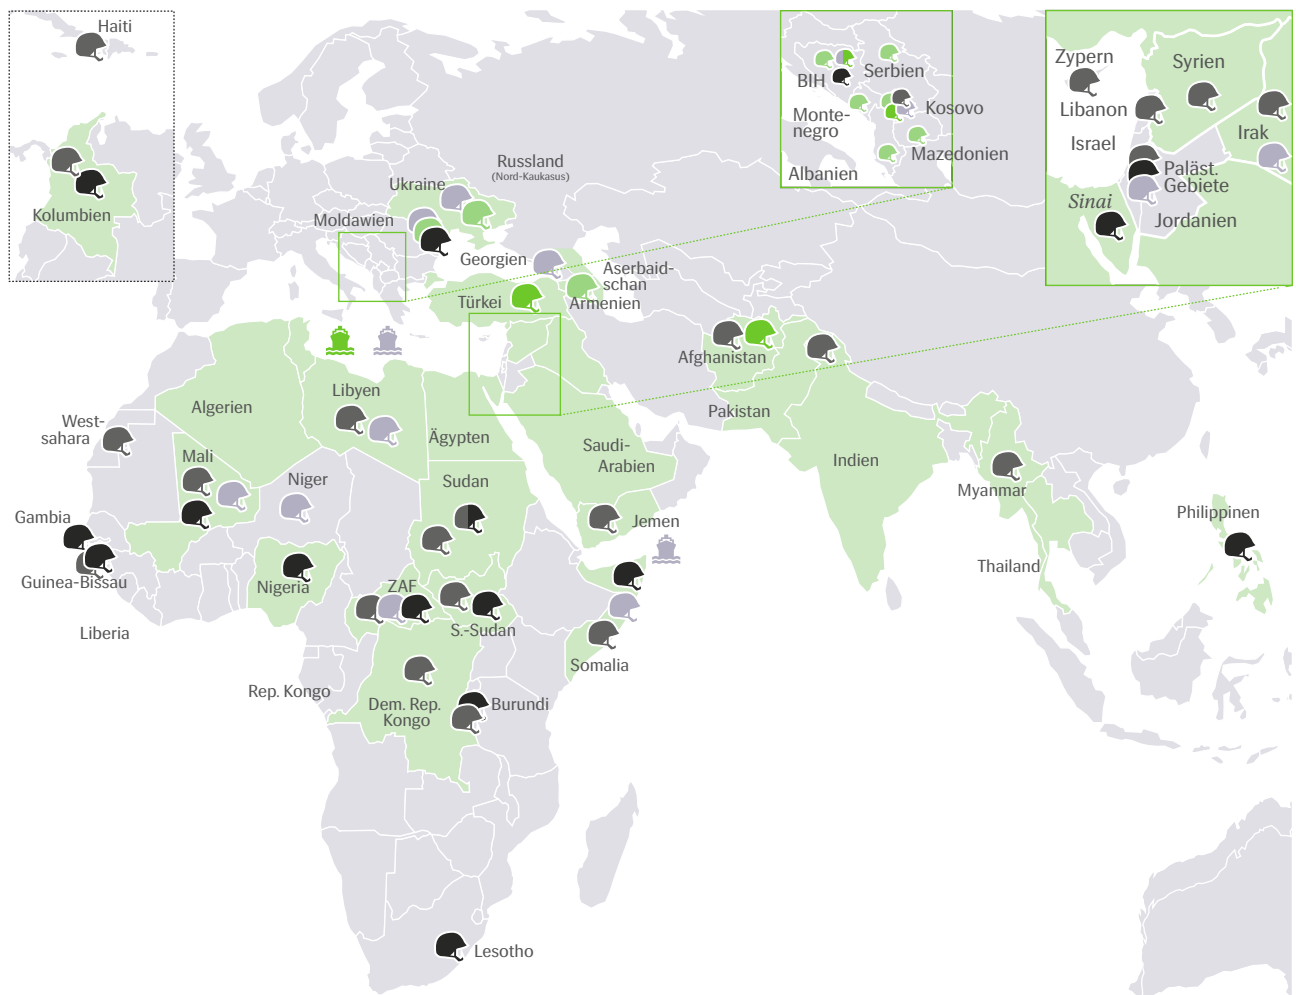 Haiti
Kolumbien
BIH
Serbien
Monte-
negro
Kosovo
Mazedonien
Albanien
Zypern
Syrien
Libanon
Irak
Israel
Paläst.
Gebiete
Sinai
Jordanien
Russland
(Nord-Kaukasus)
Ukraine
Moldawien
Georgien
Aserbaid-
schan
Armenien
Türkei
Afghanistan
Pakistan
Indien
Algerien
Libyen
Ägypten
West-
sahara
Mali
Niger
Sudan
Saudi-
Arabien
Jemen
Myanmar
Thailand
Philippinen
Gambia
Guinea-Bissau
Nigeria
ZAF
S.-Sudan
Liberia
Somalia
Rep. Kongo
Dem. Rep.
Kongo
Burundi
Lesotho